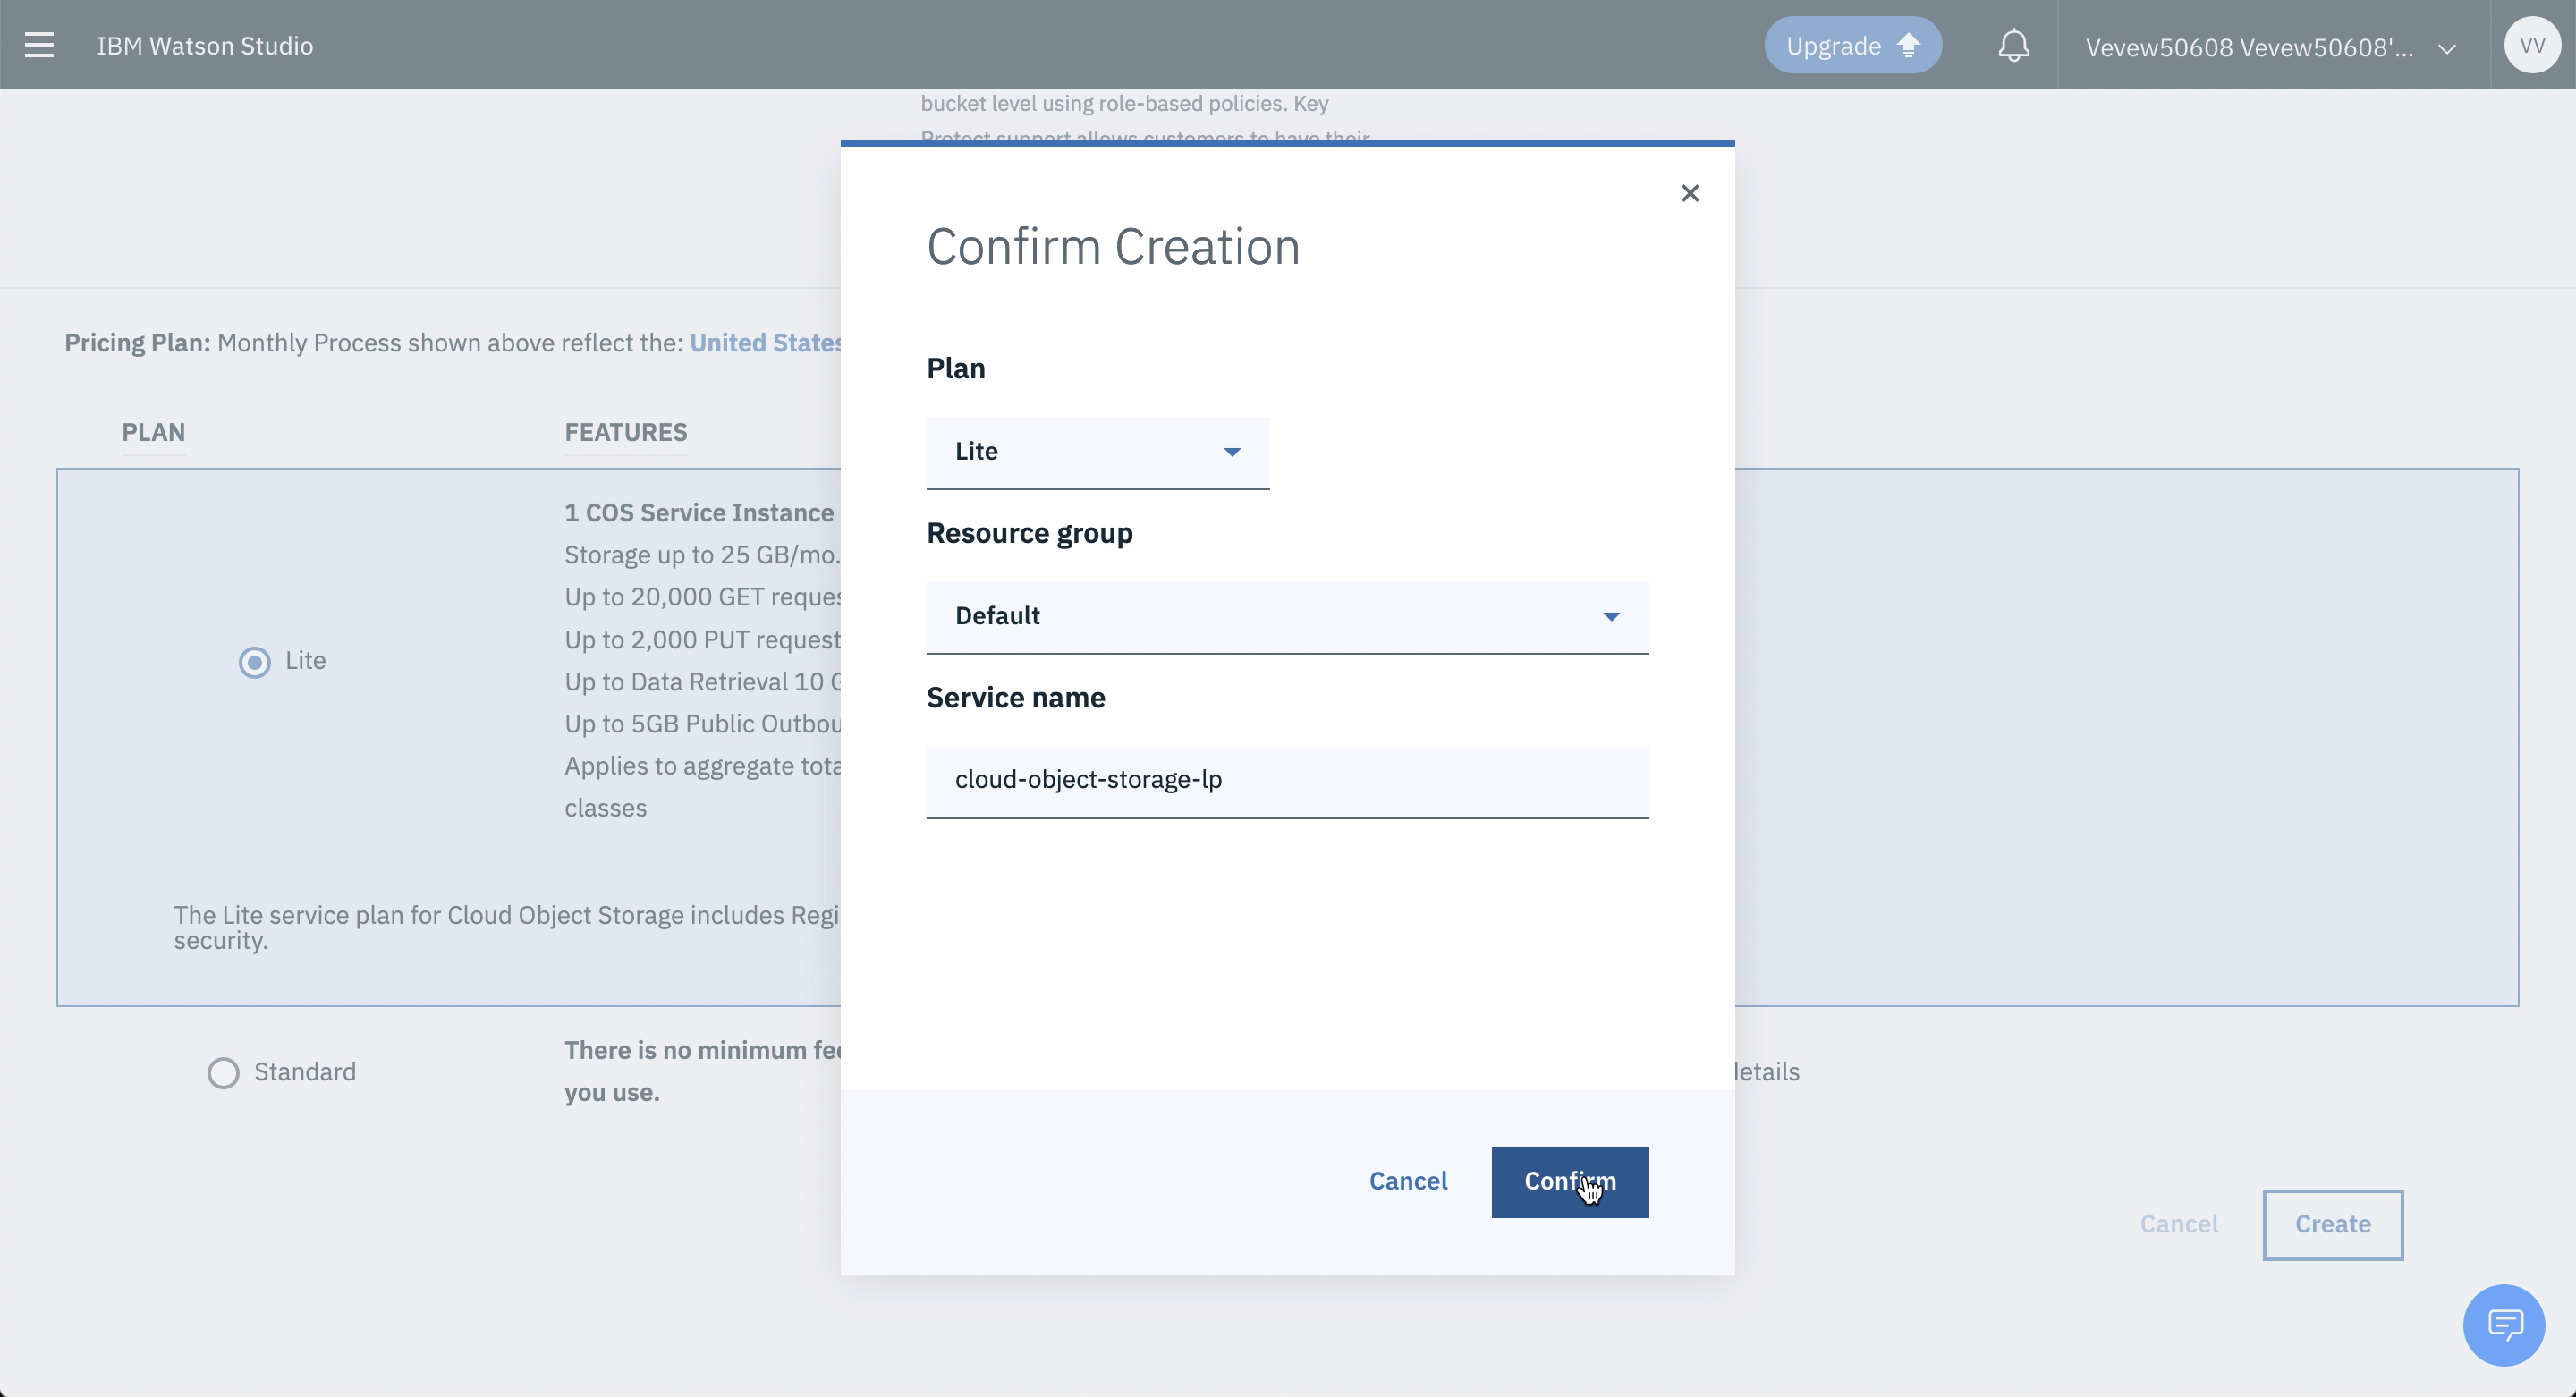 IBM Watson Studio
Upgrade
Vevew50608 Vevew50608'...
VV
bucket level using role-based policies. Key
Protect support allows customers to have their
Confirm Creation
Pricing Plan: Monthly Process shown above reflect the: United States
PLAN
FEATURES
1 COS Service Instance
Storage up to 25 GB/mo.
Up to 20,000 GET reques
Up to 2,000 PUT request
Lite
Up to Data Retrieval 10 G
Up to 5GB Public Outbou
Applies to aggregate tota
classes
The Lite service plan for Cloud Object Storage includes Regi
security.
Standard
There is no minimum fee
you use.
details
Plan
Lite
Resource group
Default
Service name
cloud-object-storage-lp
Cancel
Confirm
Cancel
Create